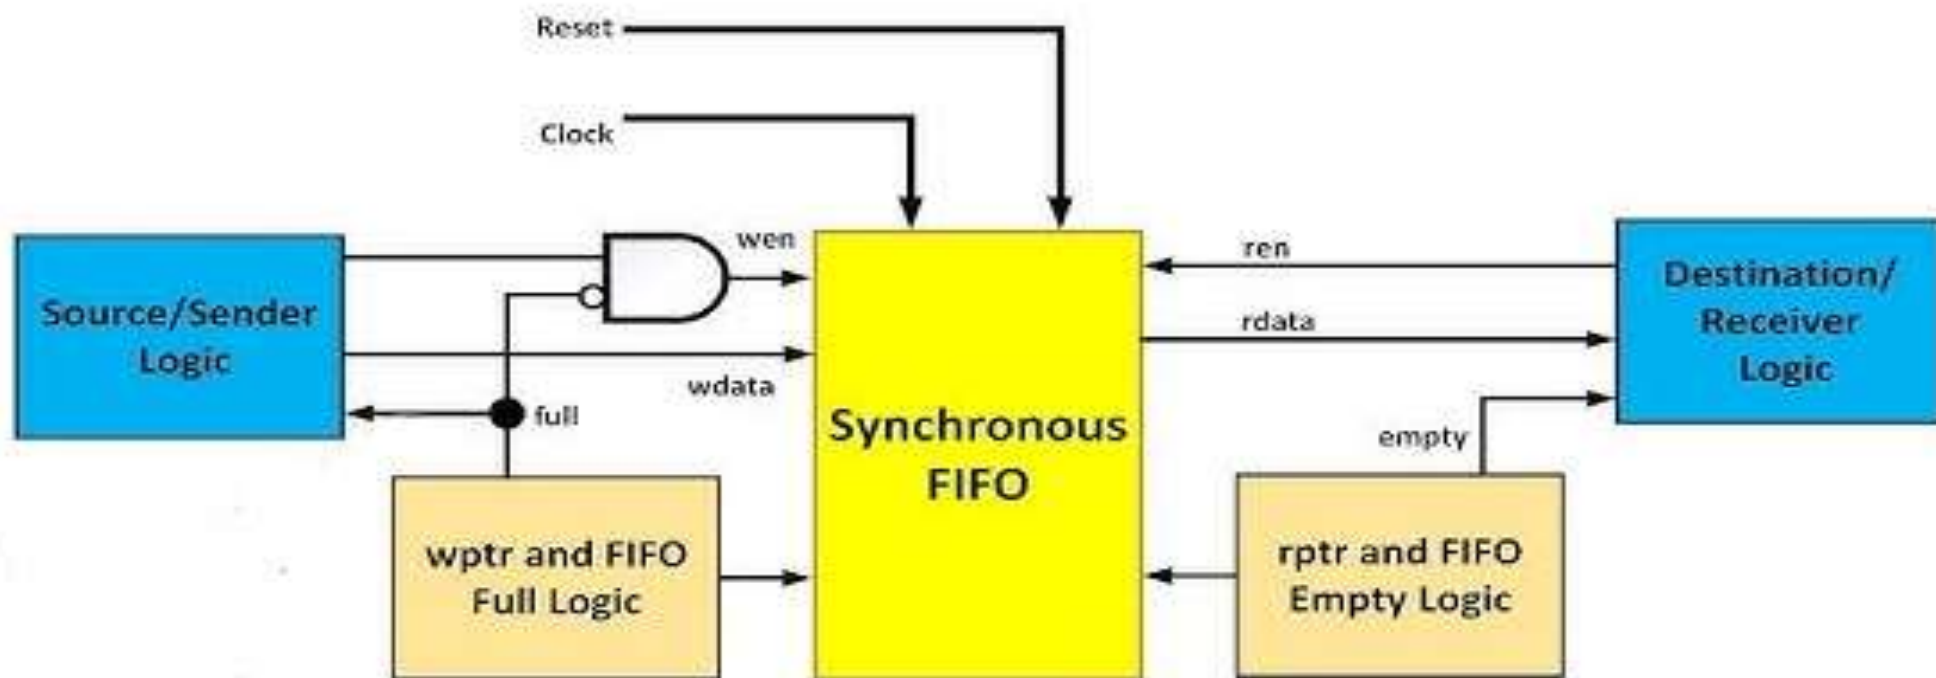 Reset
Clock
wen
ren
Source/Sender
Logic
Destination/
Receiver
Logic
rdata
wdata
full
Synchronous
FIFO
empty
wptr and FIFO
Full Logic
rptr and FIFO
Empty Logic